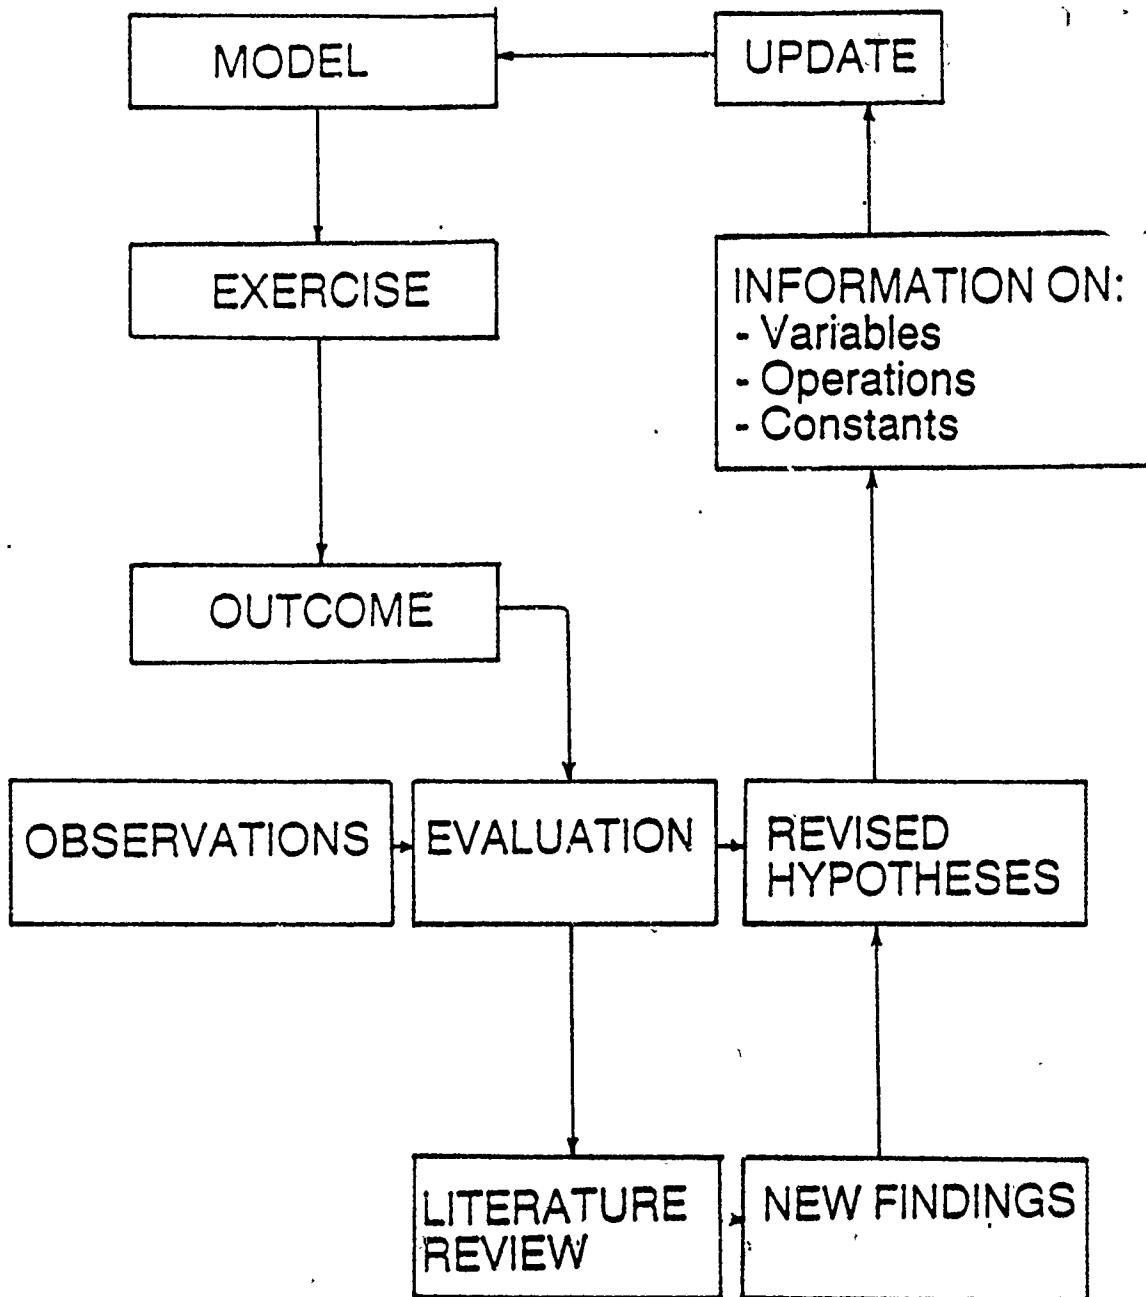 MODEL
UPDATE
EXERCISE
INFORMATION ON:
- Variables
- Operations
- Constants
OUTCOME
OBSERVATIONS
EVALUATION
REVISED
HYPOTHESES
LITERATURE
REVIEW
NEW FINDINGS